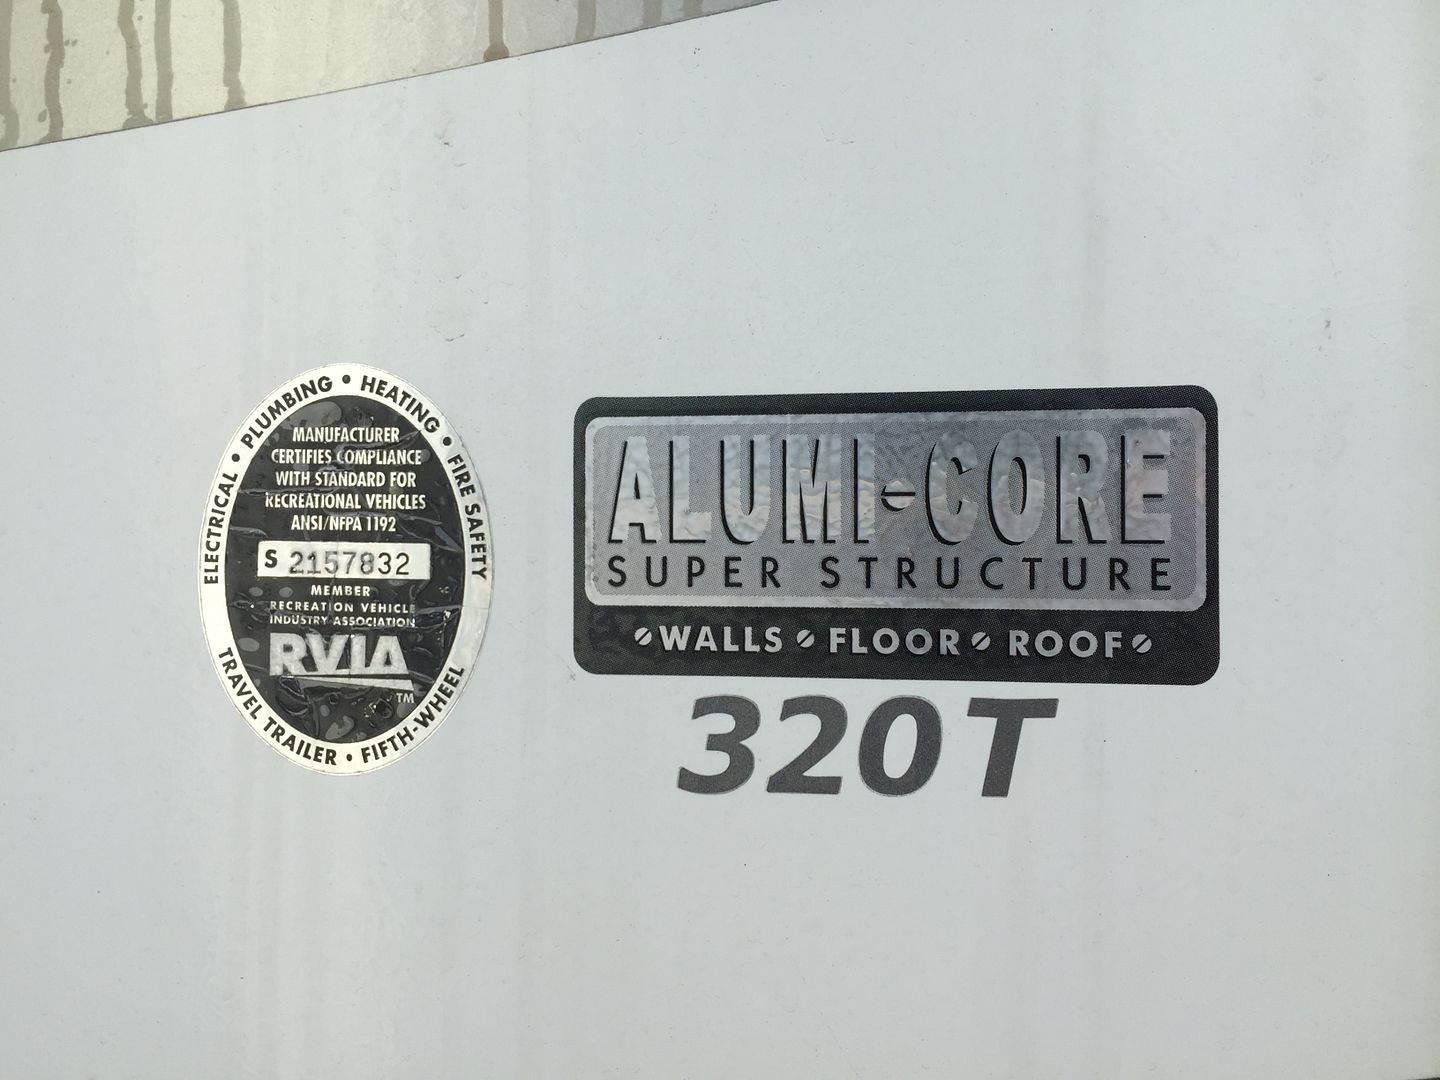 ELECTRICAL • PLUMBING • HEATING • FIRE SAFETY
MANUFACTURER
CERTIFIES COMPLIANCE
WITH STANDARD FOR
RECREATIONAL VEHICLES
ANSI/NFPA 1192
S 2157832
MEMBER
RECREATION VEHICLE
INDUSTRY ASSOCIATION
RVIA
TM
TRAVEL TRAILER • FIFTH-WHEEL
ALUMI-CORE
SUPER STRUCTURE
WALLS FLOOR ROOF
320T